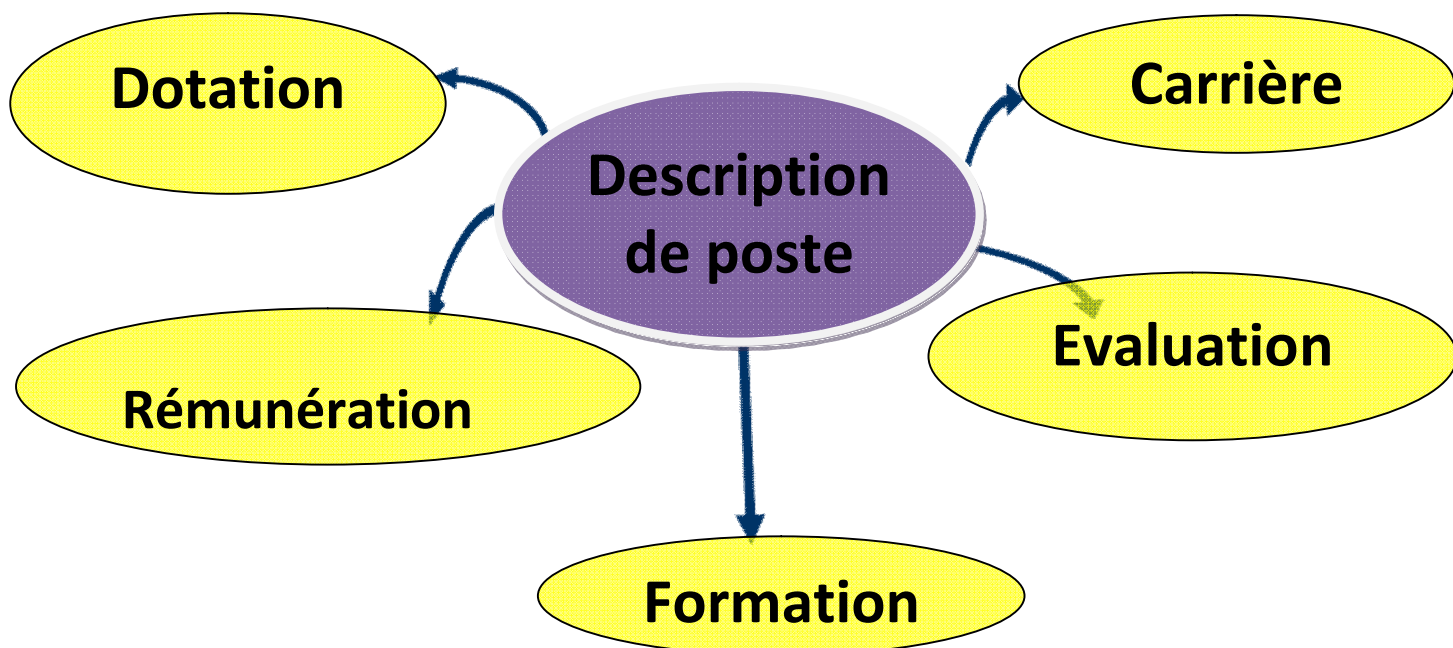 Dotation
Carrière
Description
de poste
Evaluation
Rémunération
Formation